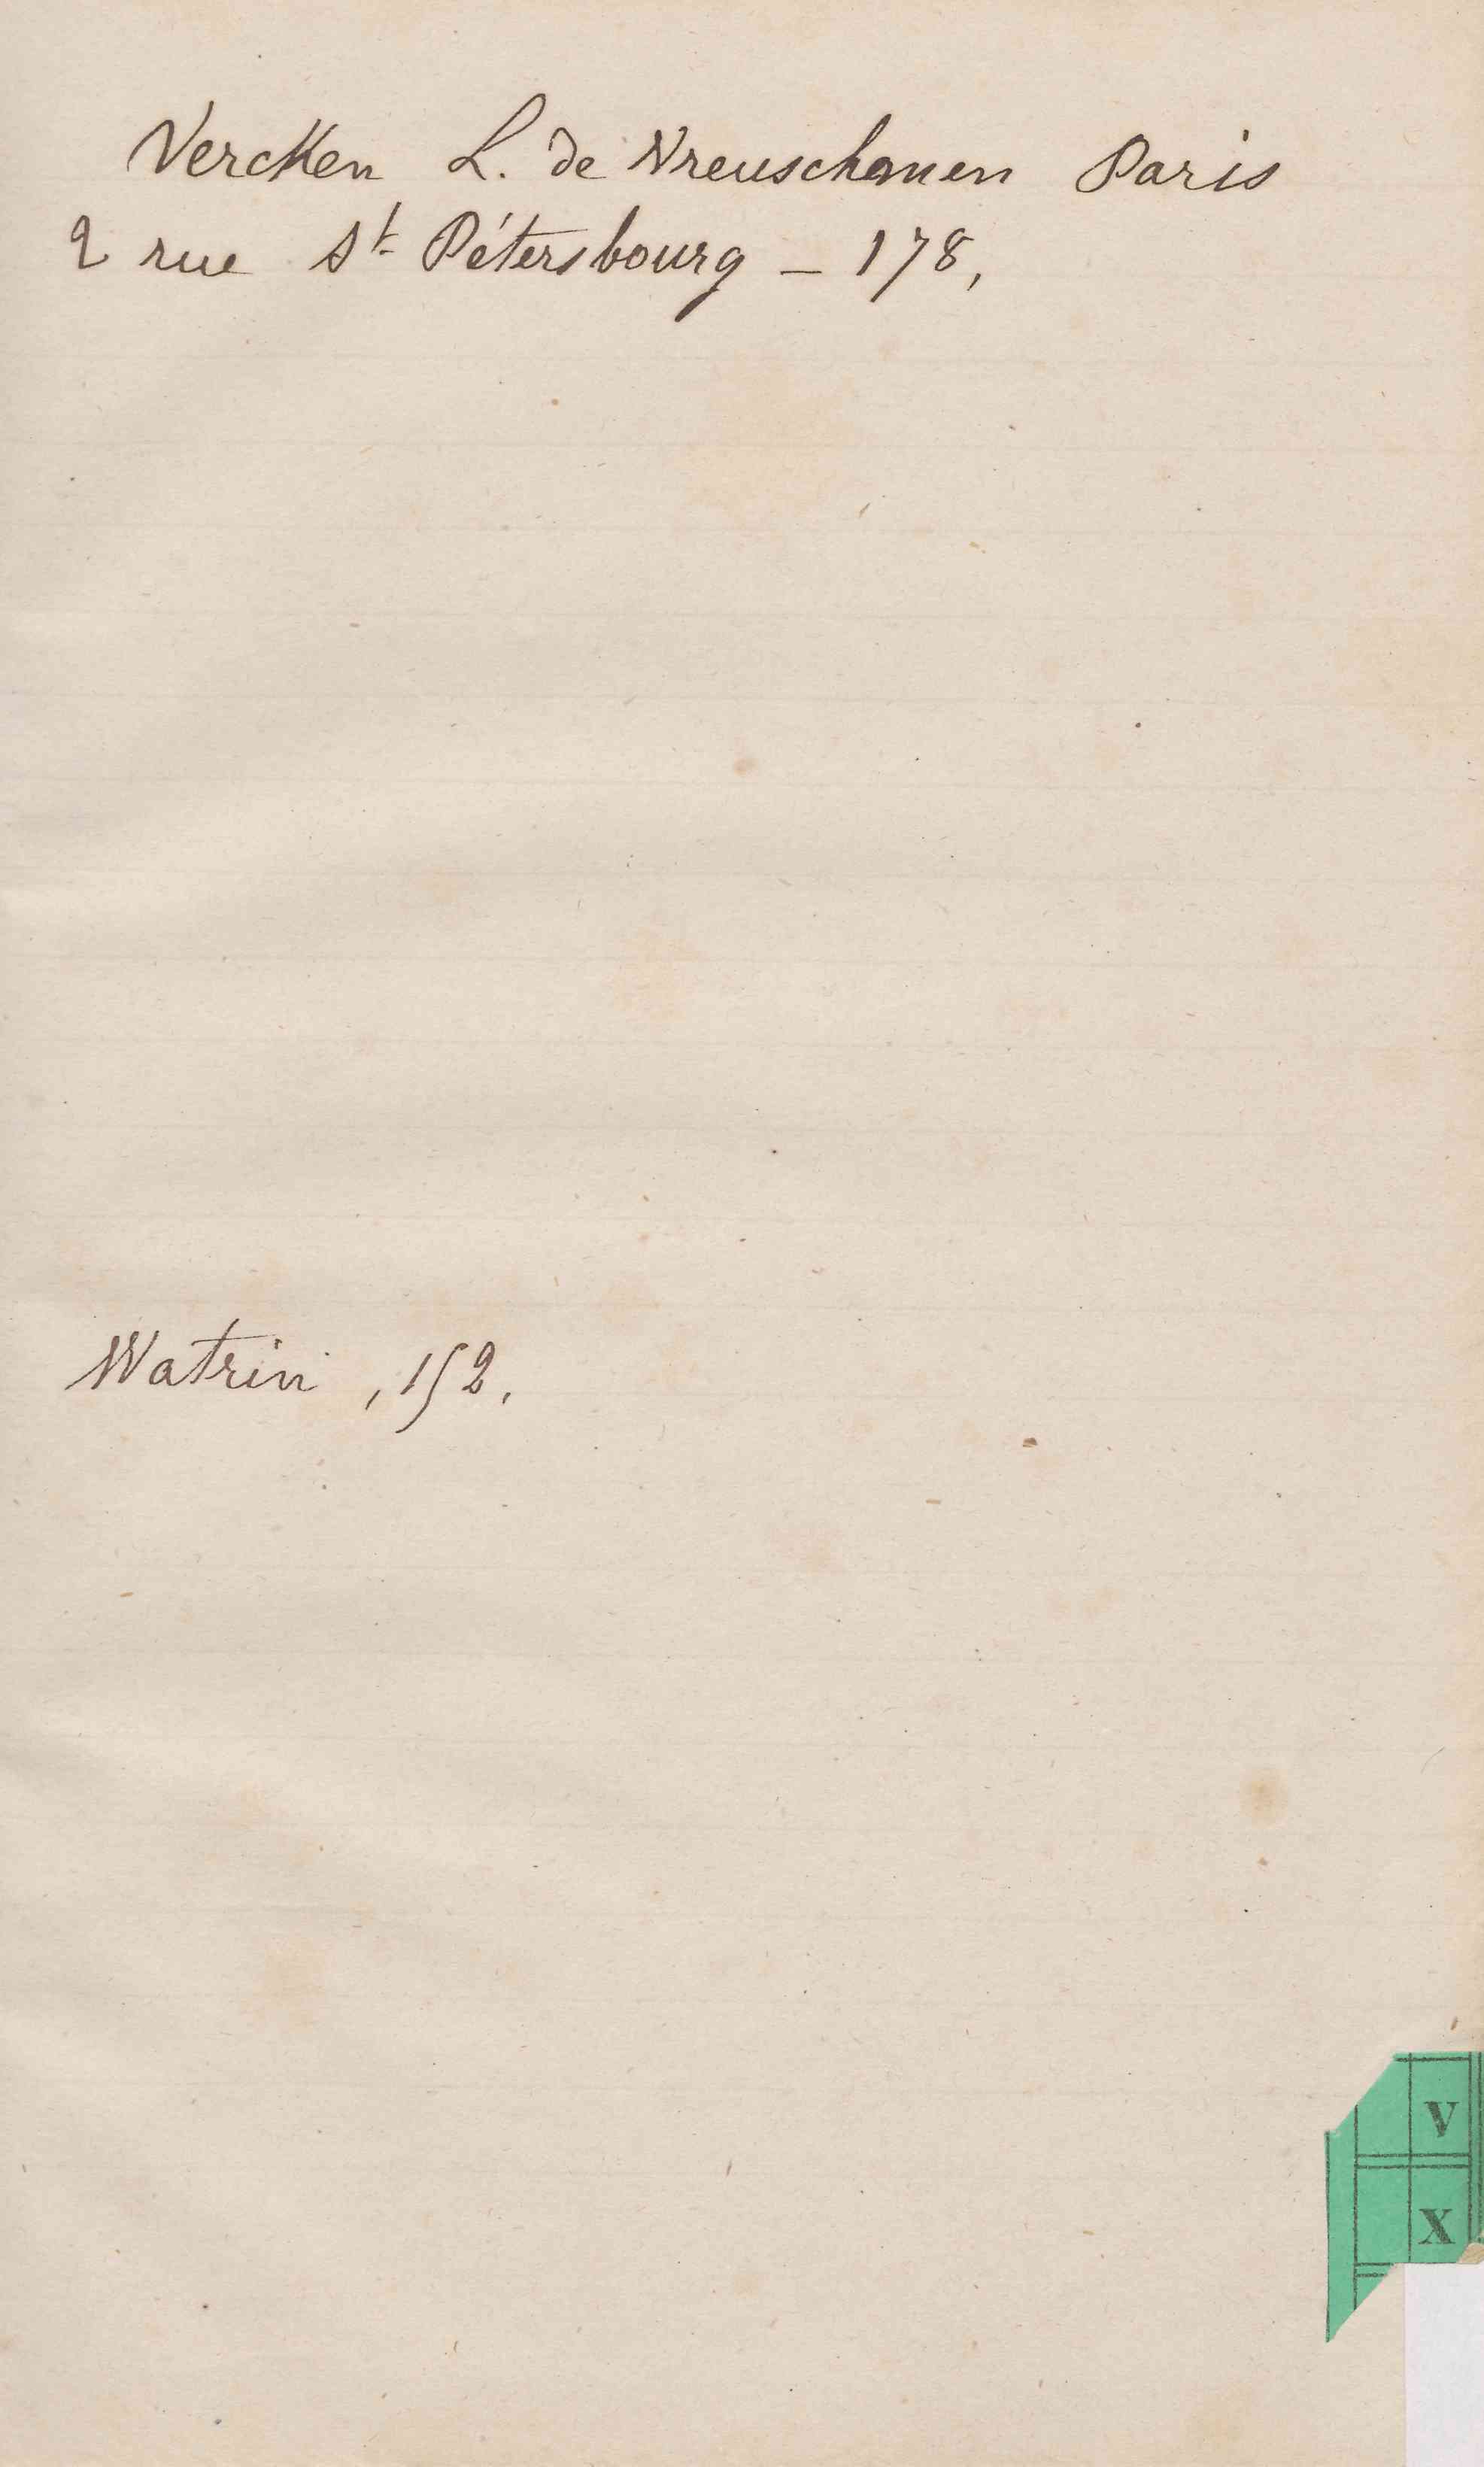 Vercken L. de Vreuschmen Paris
2 rue St Pétersbourg - 178,
Watrin, 152.
V
X